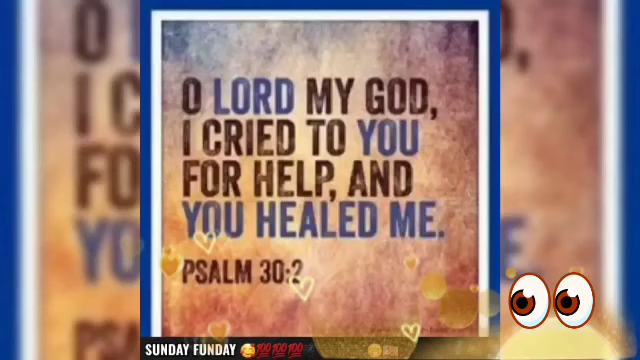 O LORD MY GOD,
I CRIED TO YOU
FOR HELP, AND
YOU HEALED ME.
PSALM 30:2
SUNDAY FUNDAY 🥰💯💯💯